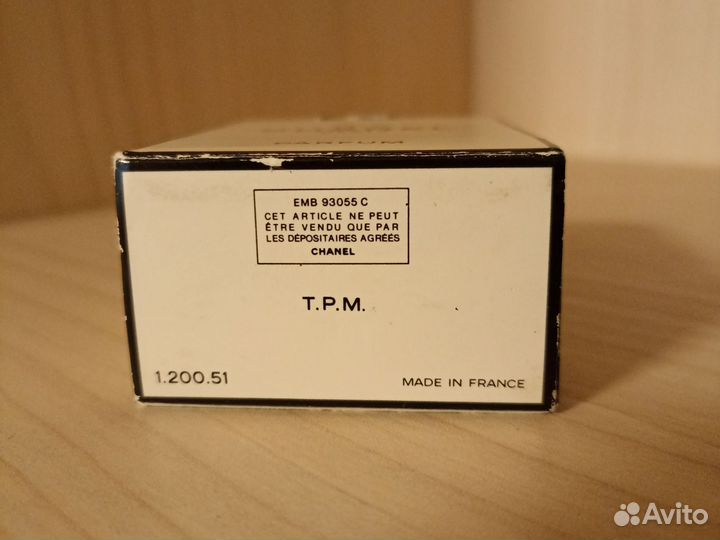 PARFUM
EMB 93055 C
CET ARTICLE NE PEUT
ÊTRE VENDU QUE PAR
LES DÉPOSITAIRES AGRÉES
CHANEL
T.P.M.
1.200.51
MADE IN FRANCE
Avito